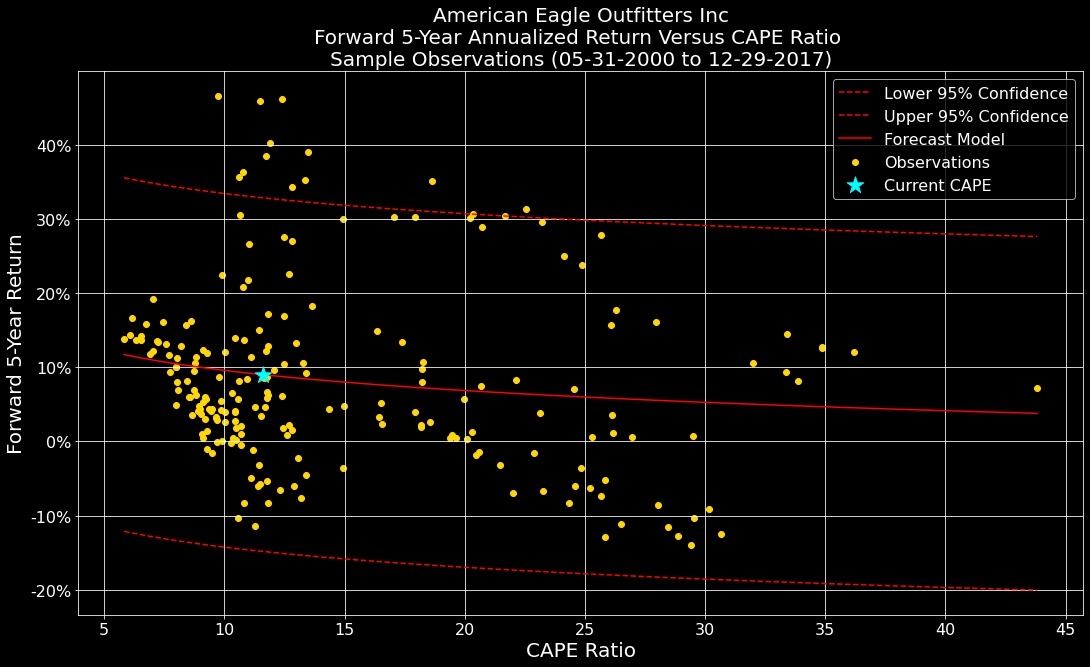 American Eagle Outfitters Inc
Forward 5-Year Annualized Return Versus CAPE Ratio
Sample Observations (05-31-2000 to 12-29-2017)
Lower 95% Confidence
Upper 95% Confidence
Forecast Model
Observations
Current CAPE
Forward 5-Year Return
40%
30%
20%
10%
0%
-10%
-20%
5 10 15 20 25 30 35 40 45
CAPE Ratio